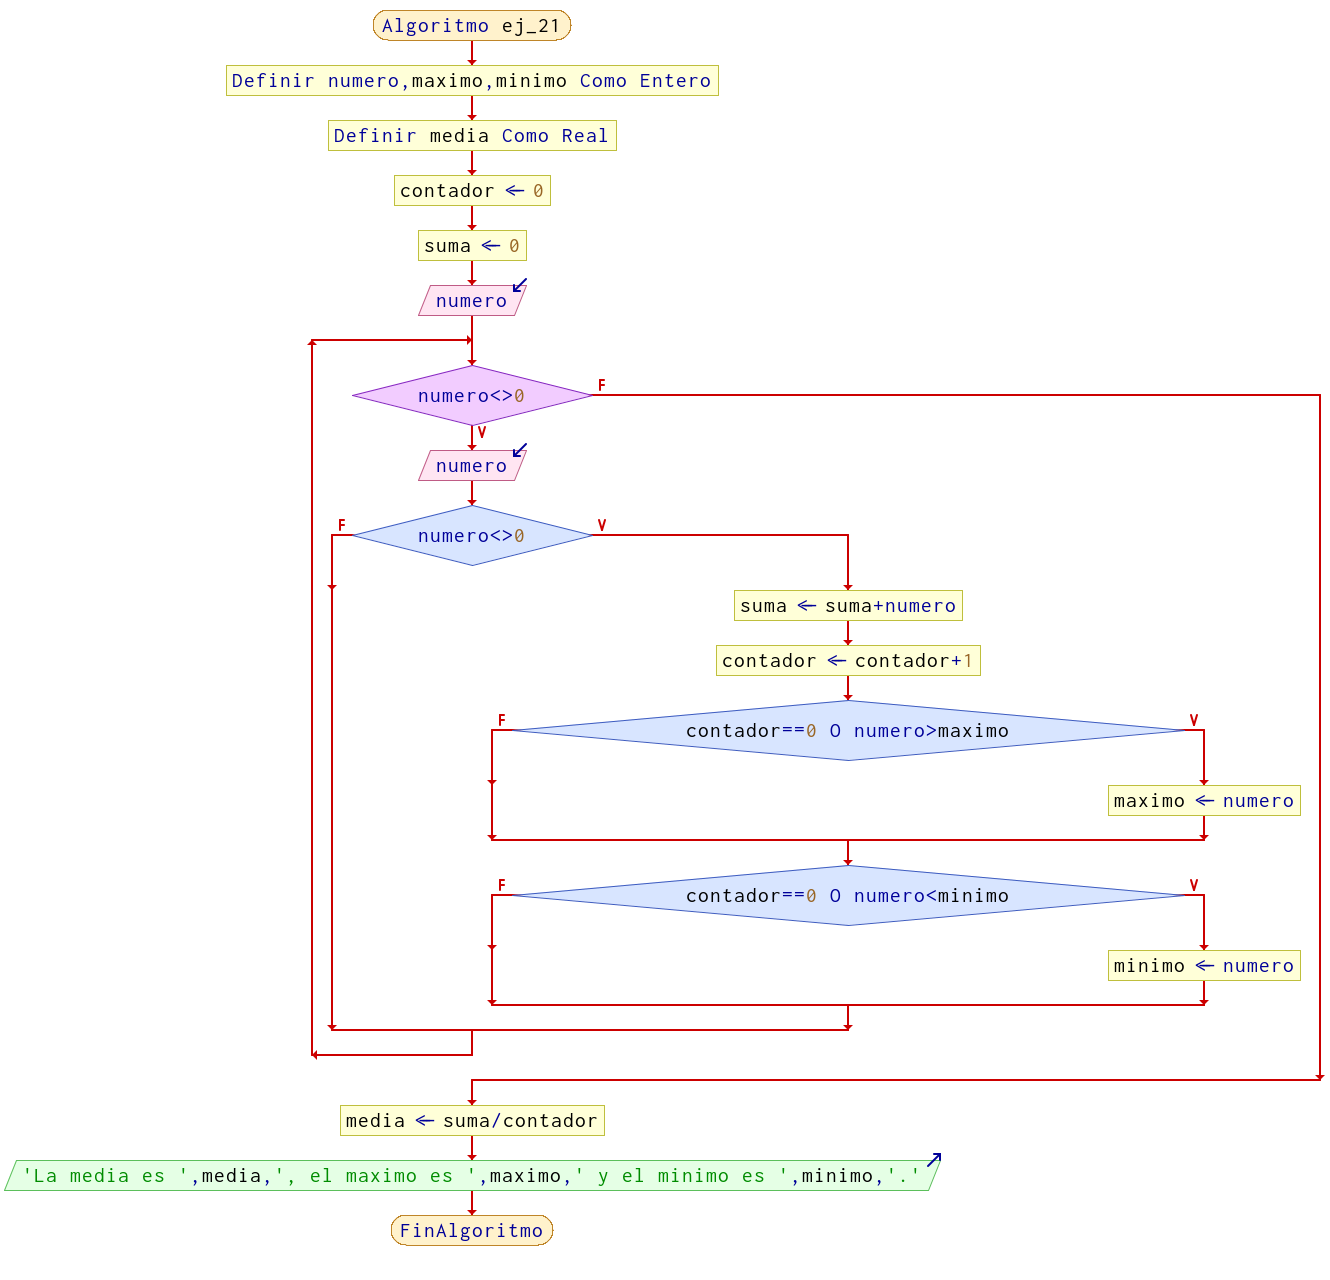 Algoritmo ej_21
Definir numero,maximo,minimo Como Entero
Definir media Como Real
contador ← 0
suma ← 0
numero
numero<>0
F
V
numero
F
numero<>0
V
suma ← suma+numero
contador ← contador+1
F
contador==0 O numero>maximo
V
maximo ← numero
F
contador==0 O numero<minimo
V
minimo ← numero
media ← suma/contador
'La media es ',media,', el maximo es ',maximo,' y el minimo es ',minimo,'.'
FinAlgoritmo